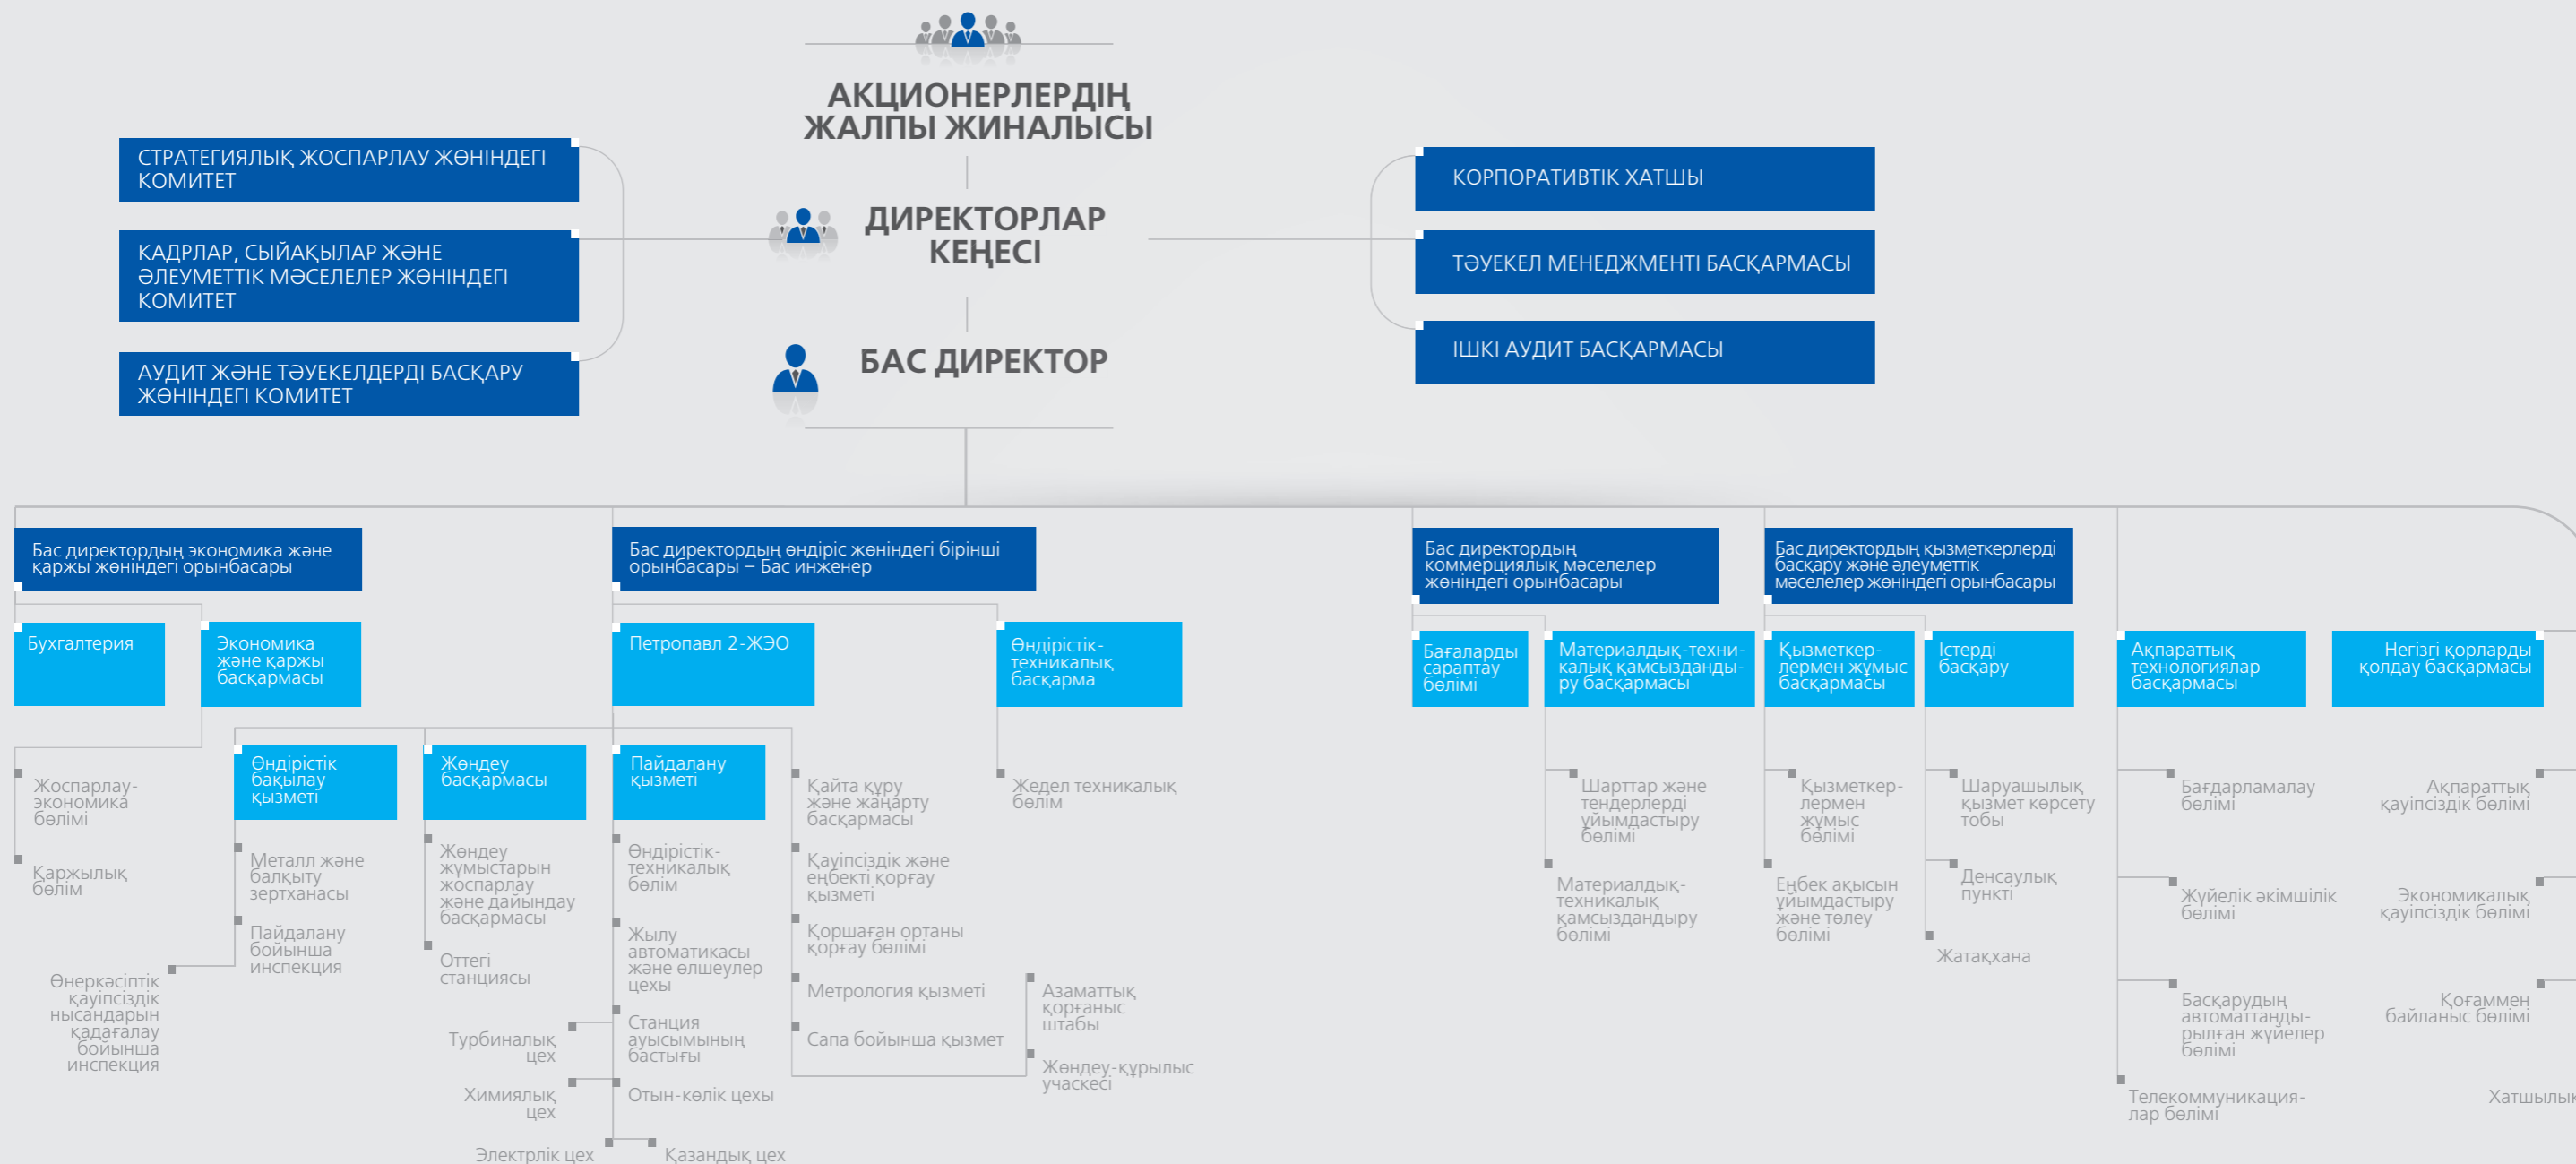 АКЦИОНЕРЛЕРДІҢ
ЖАЛПЫ ЖИНАЛЫСЫ
СТРАТЕГИЯЛЫҚ ЖОСПАРЛАУ ЖӨНІНДЕГІ
КОМИТЕТ
КАДРЛАР, СЫЙАҚЫЛАР ЖӘНЕ
ӘЛЕУМЕТТІК МӘСЕЛЕЛЕР ЖӨНІНДЕГІ
КОМИТЕТ
АУДИТ ЖӘНЕ ТӘУЕКЕЛДЕРДІ БАСҚАРУ
ЖӨНІНДЕГІ КОМИТЕТ
ДИРЕКТОРЛАР
КЕҢЕСІ
БАС ДИРЕКТОР
КОРПОРАТИВТІК ХАТШЫ
ТӘУЕКЕЛ МЕНЕДЖМЕНТІ БАСҚАРМАСЫ
ІШКІ АУДИТ БАСҚАРМАСЫ
Бас директордың экономика және
қаржы жөніндегі орынбасары
Бухгалтерия
Экономика
және қаржы
басқармасы
Жоспарлау-
экономика
бөлімі
Қаржылық
бөлім
Бас директордың өндіріс жөніндегі бірінші
орынбасары – Бас инженер
Петропавл 2-ЖЭО
Өндірістік-
техникалық
басқарма
Өндірістік
бақылау
қызметі
Металл және
балқыту
зертханасы
Пайдалану
бойынша
инспекция
Өнеркәсіптік
қауіпсіздік
нысандарын
қадағалау
бойынша
инспекция
Жөндеу
басқармасы
Жөндеу
жұмыстарын
жоспарлау
және дайындау
басқармасы
Оттегі
станциясы
Пайдалану
қызметі
Өндірістік-
техникалық
бөлім
Жылу
автоматикасы
және өлшеулер
цехы
Станция
ауысымының
бастығы
Турбиналық
цех
Химиялық
цех
Отын-көлік цехы
Электрлік цех
Қазандық цех
Қайта құру
және жаңарту
басқармасы
Қауіпсіздік және
еңбекті қорғау
қызметі
Қоршаған ортаны
қорғау бөлімі
Метрология қызметі
Сапа бойынша қызмет
Азаматтық
қорғаныс
штабы
Жөндеу-құрылыс
учаскесі
Жедел техникалық
бөлім
Бас директордың
коммерциялық мәселелер
жөніндегі орынбасары
Бағаларды
сараптау
бөлімі
Материалдық-техни-
калық қамсызданды-
ру басқармасы
Шарттар және
тендерлерді
ұйымдастыру
бөлімі
Материалдық-
техникалық
қамсыздандыру
бөлімі
Бас директордың қызметкерлерді
басқару және әлеуметтік
мәселелер жөніндегі орынбасары
Қызметкер-
лермен жұмыс
басқармасы
Істерді
басқару
Қызметкер-
лермен
жұмыс
бөлімі
Еңбек ақысын
ұйымдастыру
және төлеу
бөлімі
Шаруашылық
қызмет көрсету
тобы
Денсаулық
пункті
Жатақхана
Ақпараттық
технологиялар
басқармасы
Бағдарламалау
бөлімі
Жүйелік әкімшілік
бөлімі
Басқарудың
автоматтанды-
рылған жүйелер
бөлімі
Телекоммуникация-
лар бөлімі
Негізгі қорларды
қолдау басқармасы
Ақпараттық
қауіпсіздік бөлімі
Экономикалық
қауіпсіздік бөлімі
Қоғаммен
байланыс бөлімі
Хатшылық